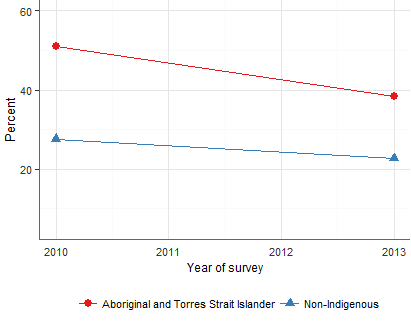 60
40
20
Percent
2010 2011 2012 2013
Year of survey
Aboriginal and Torres Strait Islander Non-Indigenous